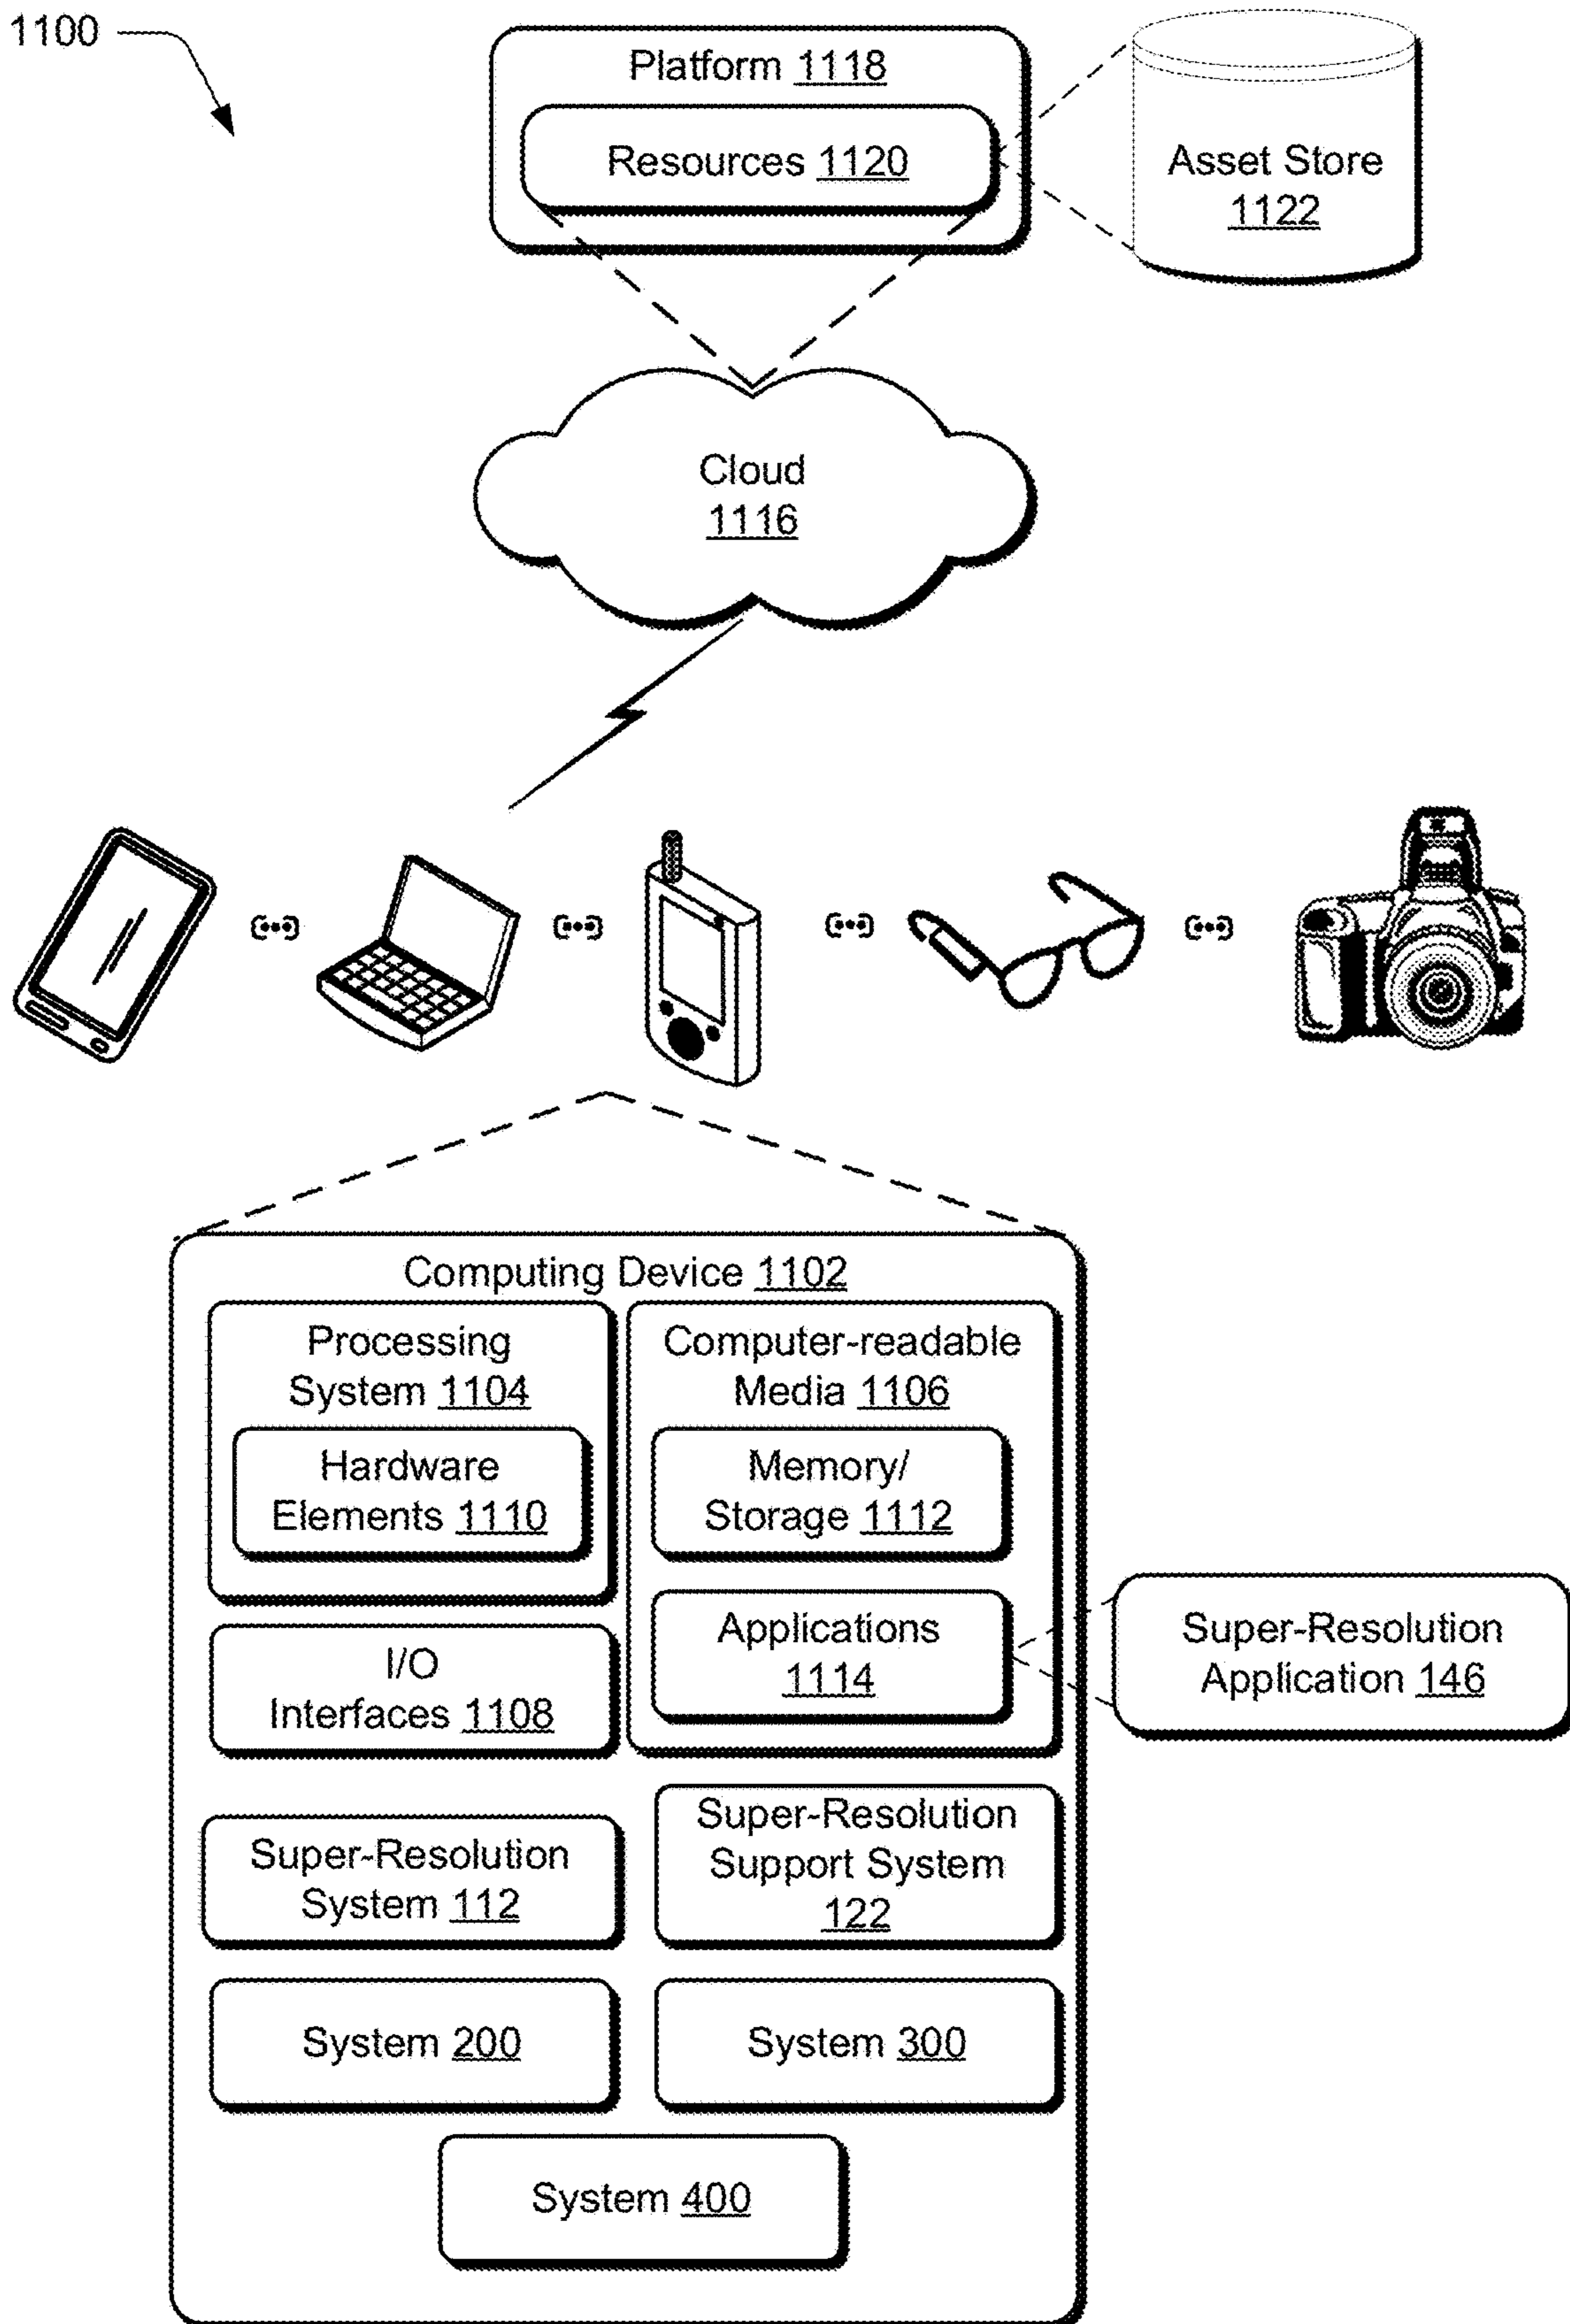 1100
Platform 1118
Resources 1120
Asset Store
1122
Cloud
1116
Computing Device 1102
Processing
System 1104
Hardware
Elements 1110
Computer-readable
Media 1106
Memory/
Storage 1112
Applications
1114
Super-Resolution
Application 146
I/O
Interfaces 1108
Super-Resolution
System 112
Super-Resolution
Support System
122
System 200
System 300
System 400